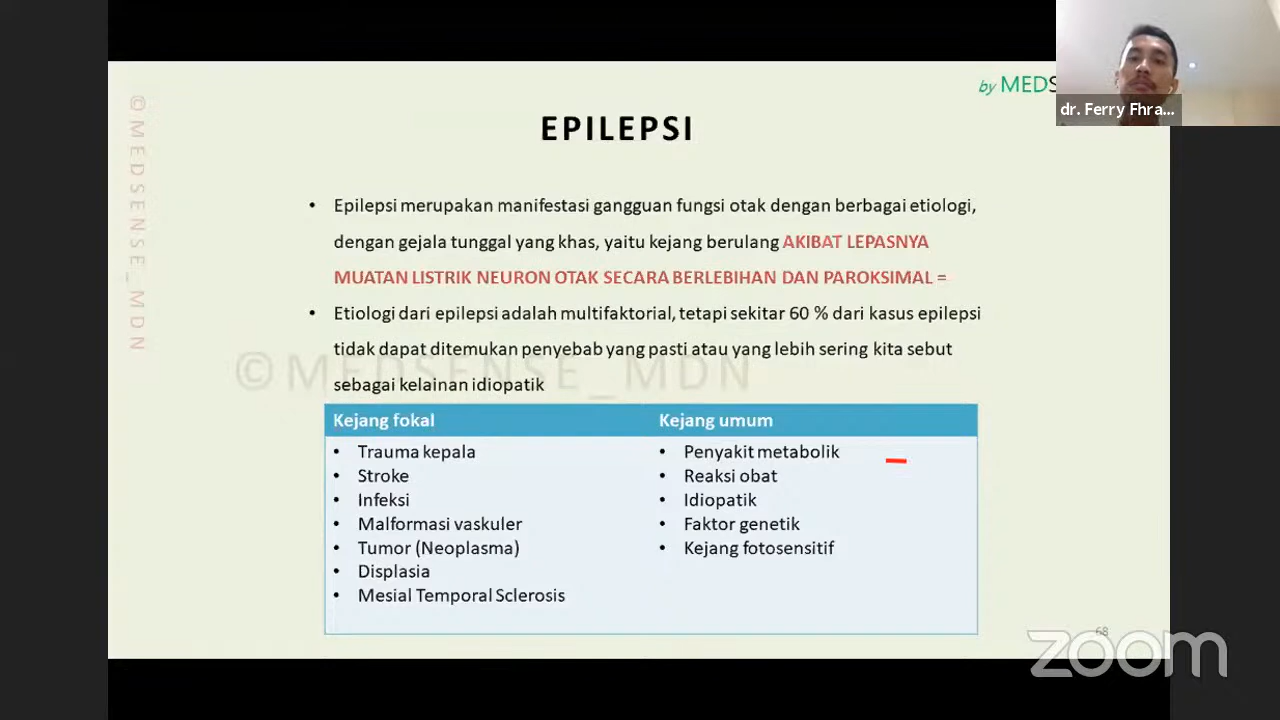 by MEDS
dr. Ferry Fhra...
©MEDSENSE_MDN
EPILEPSI
• Epilepsi merupakan manifestasi gangguan fungsi otak dengan berbagai etiologi,
dengan gejala tunggal yang khas, yaitu kejang berulang AKIBAT LEPASNYA
MUATAN LISTRIK NEURON OTAK SECARA BERLEBIHAN DAN PAROKSIMAL =
• Etiologi dari epilepsi adalah multifaktorial, tetapi sekitar 60 % dari kasus epilepsi
tidak dapat ditemukan penyebab yang pasti atau yang lebih sering kita sebut
sebagai kelainan idiopatik
©MEDSENSE_MDN
Kejang fokal
• Trauma kepala
• Stroke
• Infeksi
• Malformasi vaskuler
• Tumor (Neoplasma)
• Displasia
• Mesial Temporal Sclerosis
Kejang umum
• Penyakit metabolik
• Reaksi obat
• Idiopatik
• Faktor genetik
• Kejang fotosensitif
68
zoom